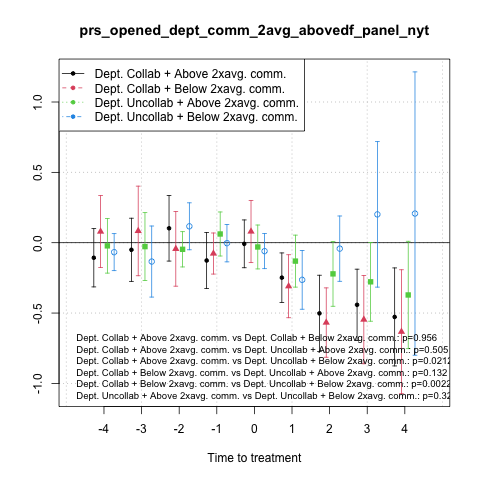 prs_opened_dept_comm_2avg_abovedf_panel_nyt
Dept. Collab + Above 2xavg. comm.
Dept. Collab + Below 2xavg. comm.
Dept. Uncollab + Above 2xavg. comm.
Dept. Uncollab + Below 2xavg. comm.
1.0
0.5
0.0
-0.5
-1.0
Dept. Collab + Above 2xavg. comm. vs Dept. Collab + Below 2xavg. comm.: p=0.956
Dept. Collab + Above 2xavg. comm. vs Dept. Uncollab + Above 2xavg. comm.: p=0.505
Dept. Collab + Above 2xavg. comm. vs Dept. Uncollab + Below 2xavg. comm.: p=0.0212
Dept. Collab + Below 2xavg. comm. vs Dept. Uncollab + Above 2xavg. comm.: p=0.132
Dept. Collab + Below 2xavg. comm. vs Dept. Uncollab + Below 2xavg. comm.: p=0.0022
Dept. Uncollab + Above 2xavg. comm. vs Dept. Uncollab + Below 2xavg. comm.: p=0.32
-4 -3 -2 -1 0 1 2 3 4
Time to treatment